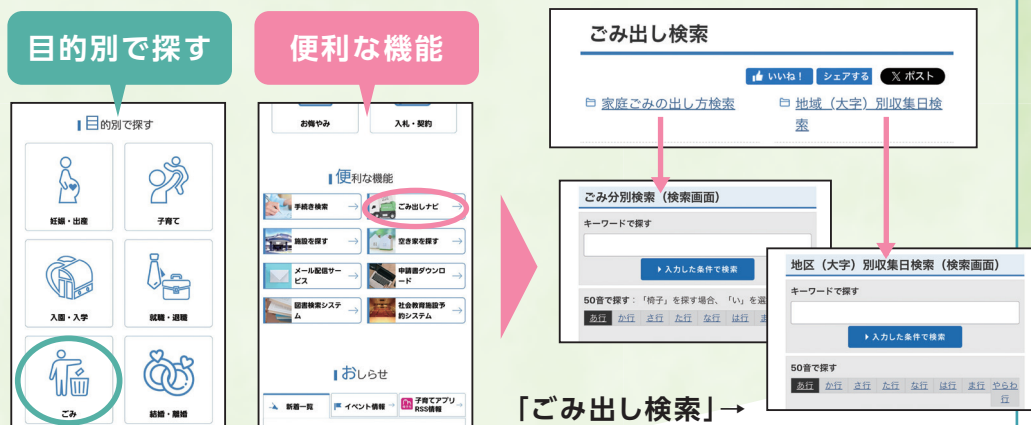 目的別で探す
目的別で探す
妊娠・出産
子育て
入園・入学
就職・退職
ごみ
結婚・離婚
便利な機能
お悔やみ
入札・契約
便利な機能
手続き検索
ごみ出しナビ
施設を探す
空き家を探す
メール配信サー
ビス
申請書ダウンロ
ード
図書検索システ
ム
社会教育施設予
約システム
おしらせ
新着一覧
イベント情報
子育てアプリ
RSS情報
ごみ出し検索
いいね!
シェアする
X ポスト
家庭ごみの出し方検索
地域(大字)別収集日検
索
ごみ分別検索(検索画面)
キーワードで探す
入力した条件で検索
50音で探す:「椅子」を探す場合、「い」を選
あ行 か行 さ行 た行 な行 は行
地区(大字)別収集日検索(検索画面)
キーワードで探す
入力した条件で検索
50音で探す
あ行 か行 さ行 た行 な行 は行 ま行 やらわ
行
「ごみ出し検索」→